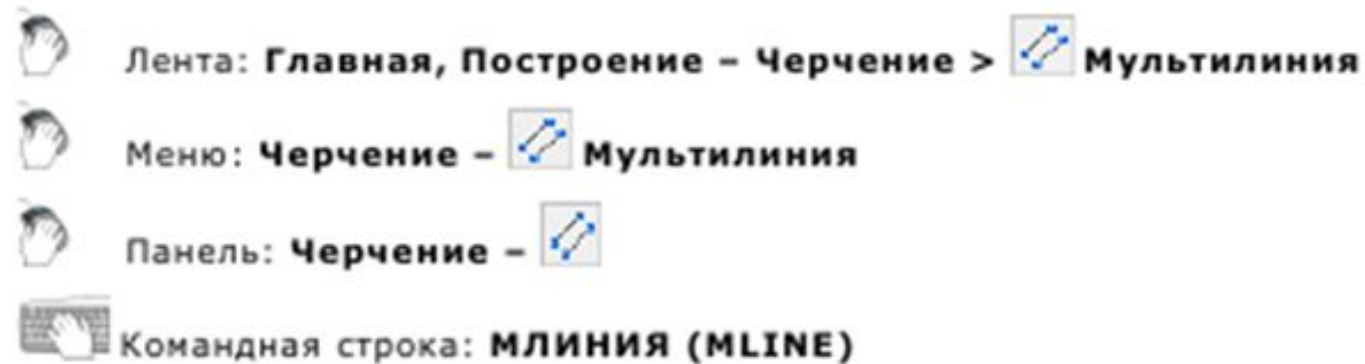 Лента: Главная, Построение – Черчение > Мультилиния
Меню: Черчение – Мультилиния
Панель: Черчение –
Командная строка: МЛИНИЯ (MLINE)